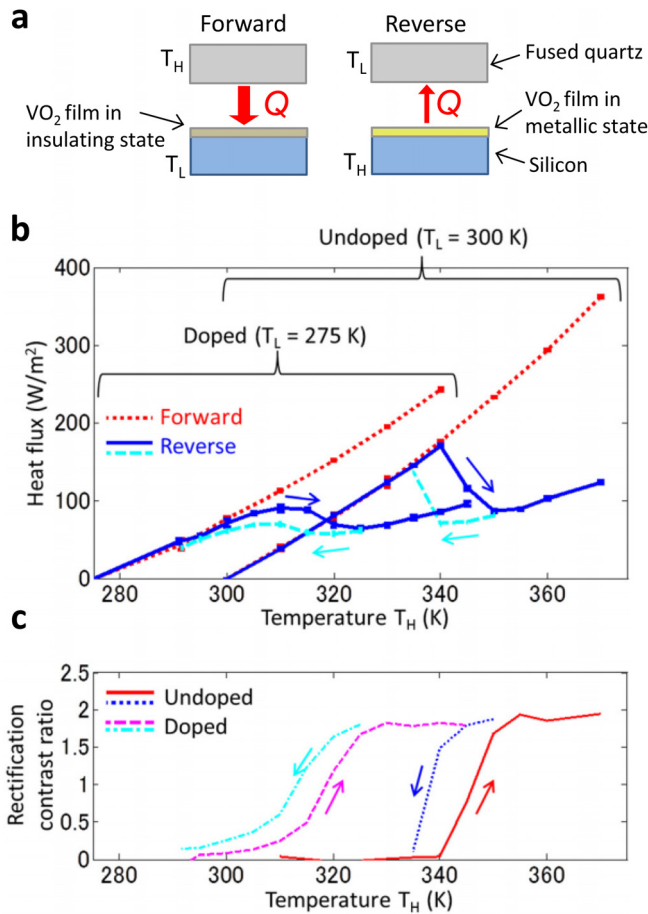 a
Forward
Reverse
T_H
Q
VO₂ film in
insulating state
T_L
T_L
Q
T_H
Fused quartz
VO₂ film in
metallic state
Silicon
b
Undoped (T_L = 300 K)
Doped (T_L = 275 K)
Forward
Reverse
Heat flux (W/m²)
400
300
200
100
0
280 300 320 340 360
Temperature T_H (K)
c
Undoped
Doped
Rectification
contrast ratio
2.5
2
1.5
1
0.5
0
280 300 320 340 360
Temperature T_H (K)